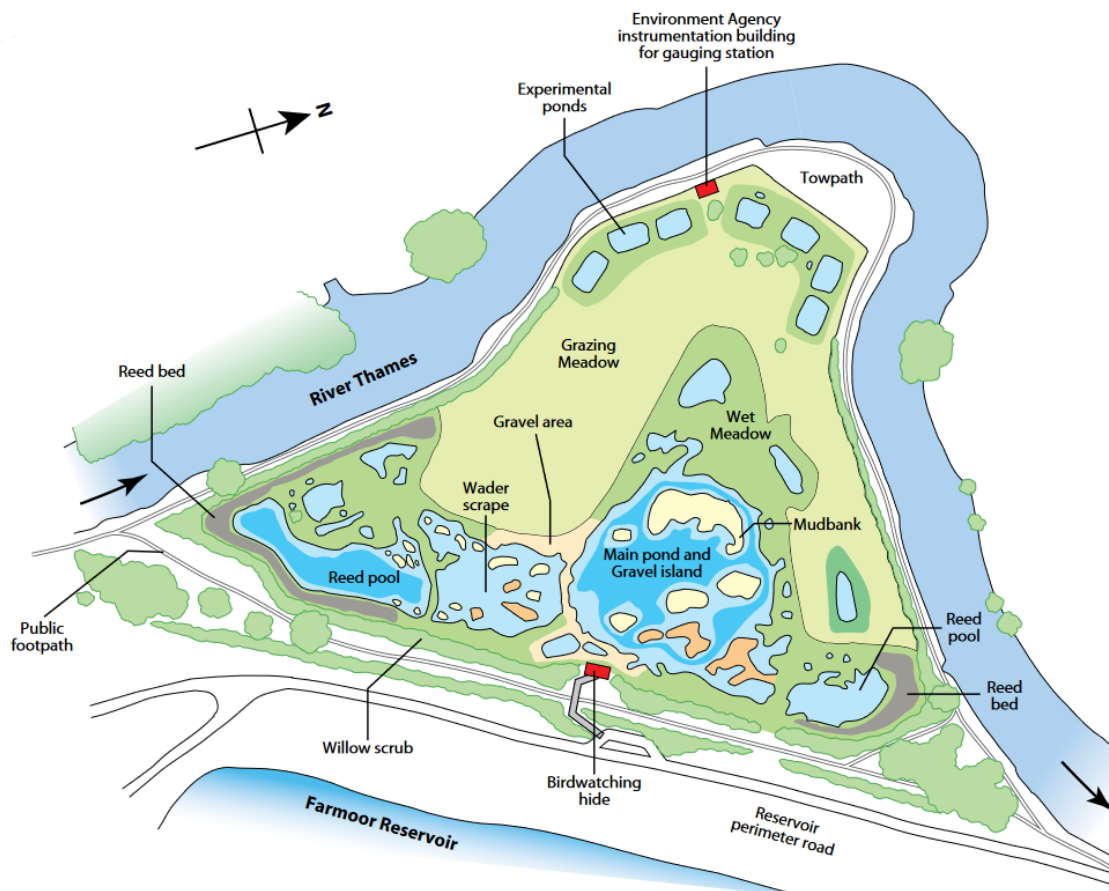 Environment Agency
instrumentation building
for gauging station
Experimental
ponds
N
Towpath
Grazing
Meadow
River Thames
Reed bed
Wet
Meadow
Gravel area
Wader
scrape
Mudbank
Main pond and
Gravel island
Reed pool
Public
footpath
Reed
pool
Reed
bed
Willow scrub
Birdwatching
hide
Farmoor Reservoir
Reservoir
perimeter road